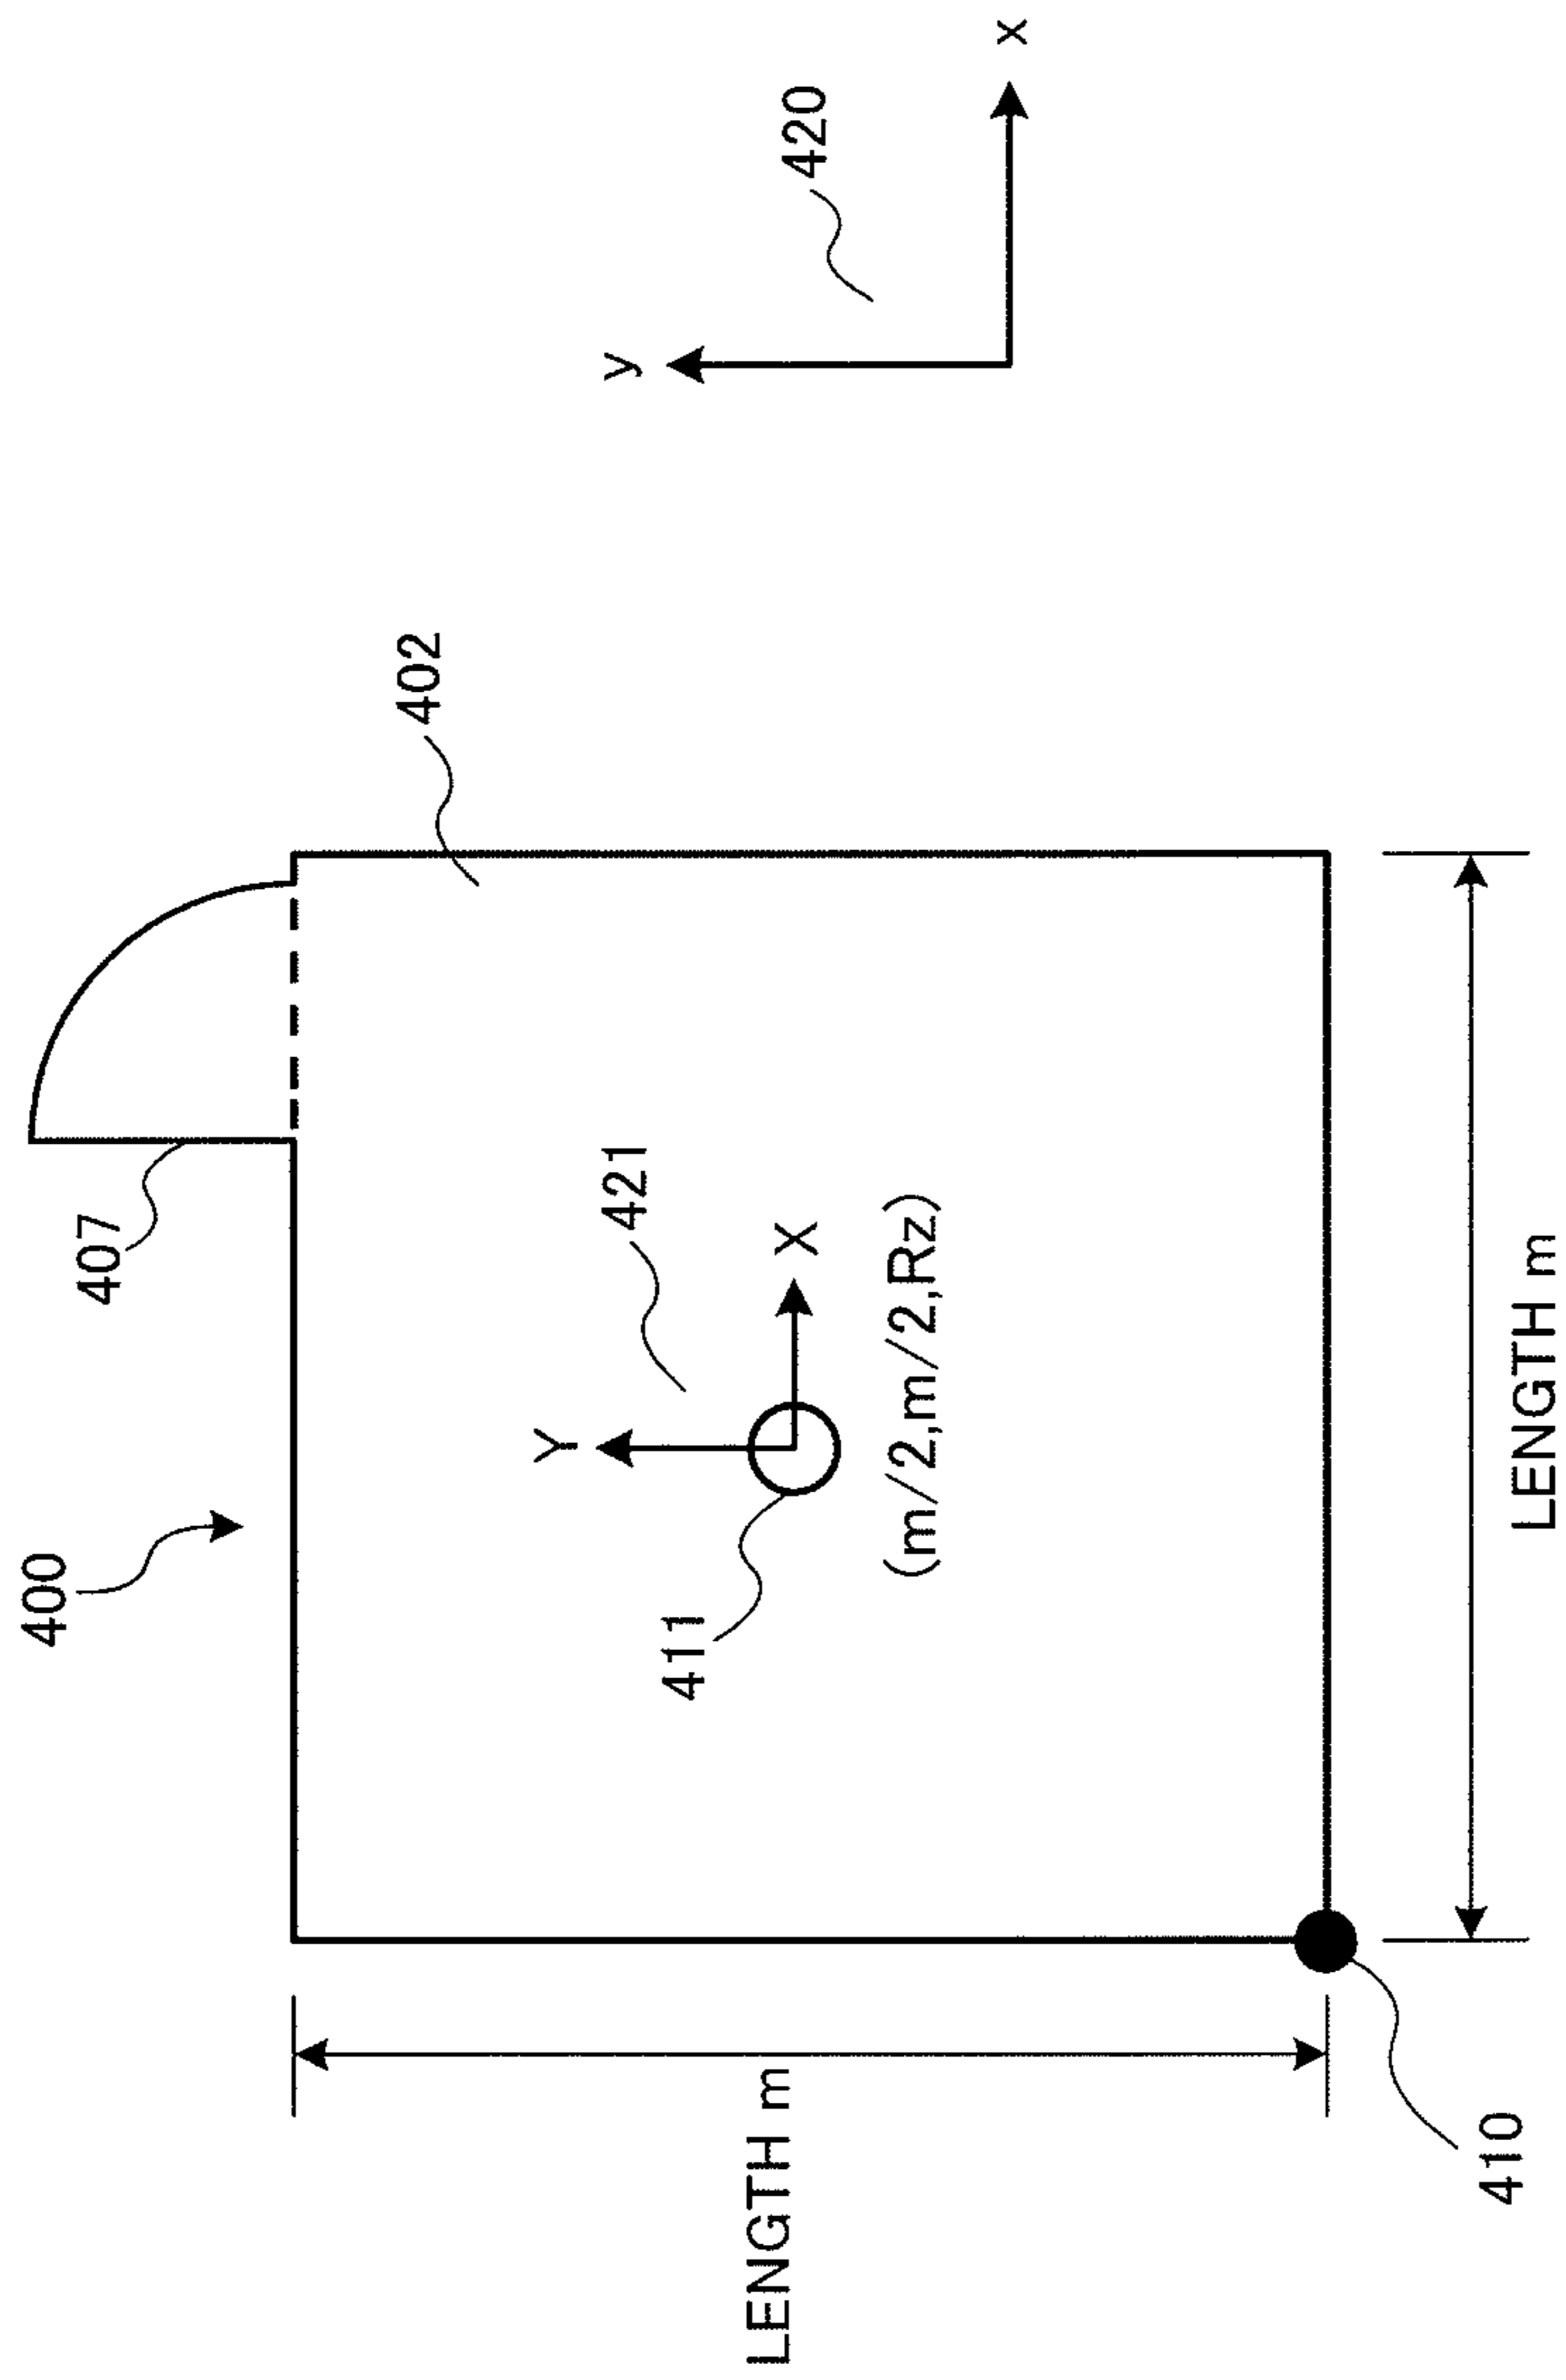 400
407
402
Y
421
y
411
LENGTH m
X
420
(m/2,m/2,Rz)
x
410
LENGTH m